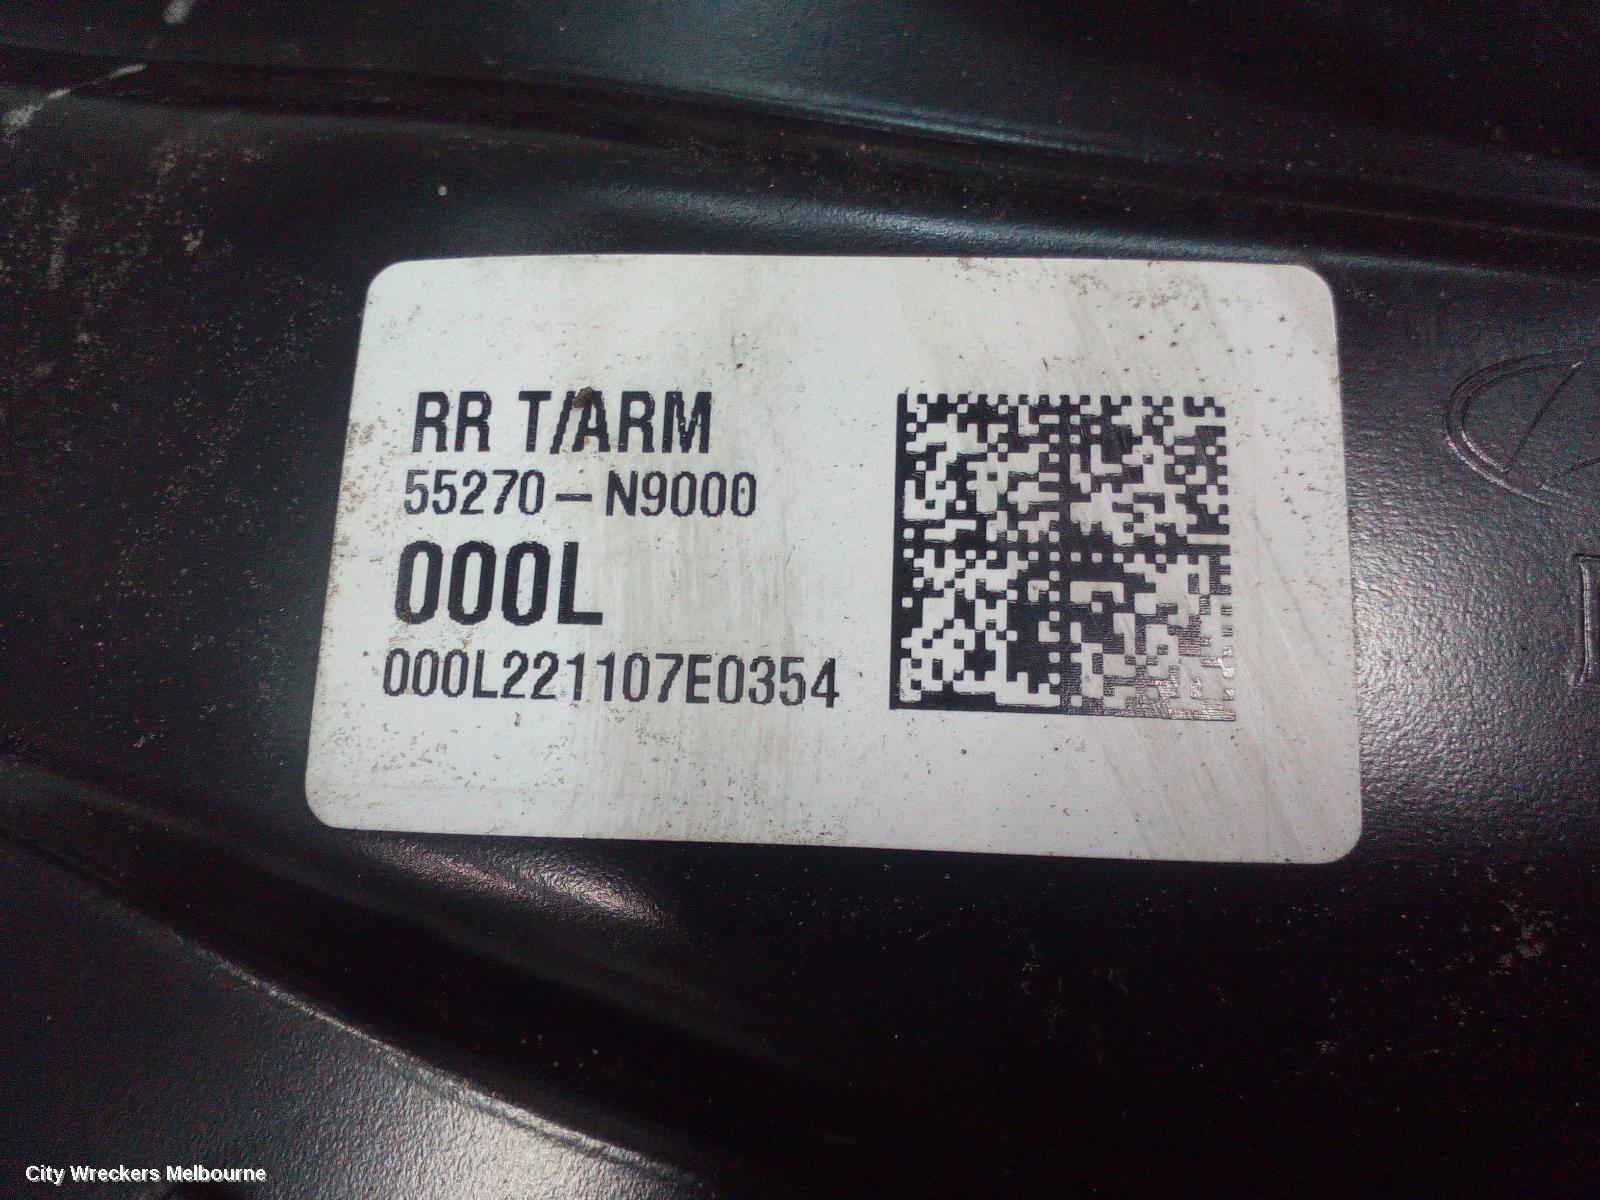 RR T/ARM
55270-N9000
000L
000L221107E0354
City Wreckers Melbourne